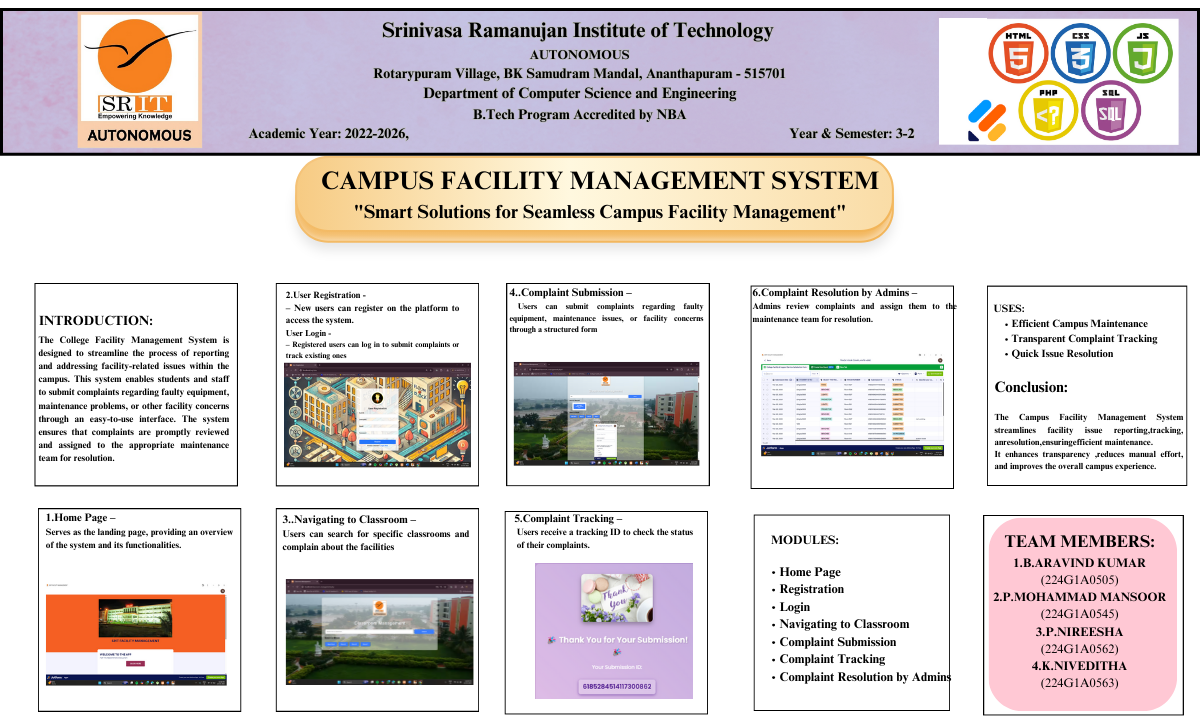 SRIT
Empowering Knowledge
AUTONOMOUS
Srinivasa Ramanujan Institute of Technology
AUTONOMOUS
Rotarypuram Village, BK Samudram Mandal, Ananthapuram - 515701
Department of Computer Science and Engineering
B.Tech Program Accredited by NBA
Academic Year: 2022-2026,
Year & Semester: 3-2
HTML
CSS
JS
PHP
SQL
SQL
CAMPUS FACILITY MANAGEMENT SYSTEM
"Smart Solutions for Seamless Campus Facility Management"
INTRODUCTION:
The College Facility Management System is
designed to streamline the process of reporting
and addressing facility-related issues within the
campus. This system enables students and staff
to submit complaints regarding faulty equipment,
maintenance problems, or other facility concerns
through an easy-to-use interface. The system
ensures that complaints are promptly reviewed
and assigned to the appropriate maintenance
team for resolution.
2.User Registration -
– New users can register on the platform to
access the system.
User Login -
– Registered users can log in to submit complaints or
track existing ones
4..Complaint Submission –
Users can submit complaints regarding faulty
equipment, maintenance issues, or facility concerns
through a structured form
6.Complaint Resolution by Admins –
Admins review complaints and assign them to the
maintenance team for resolution.
USES:
• Efficient Campus Maintenance
• Transparent Complaint Tracking
• Quick Issue Resolution
Conclusion:
The Campus Facility Management System
streamlines facility issue reporting,tracking,
anresolution,ensuringefficient maintenance.
It enhances transparency ,reduces manual effort,
and improves the overall campus experience.
1.Home Page –
Serves as the landing page, providing an overview
of the system and its functionalities.
WELCOME TO THE APP
3..Navigating to Classroom –
Users can search for specific classrooms and
complain about the facilities
5.Complaint Tracking –
Users receive a tracking ID to check the status
of their complaints.
Thank You
Thank You for Your Submission!
Your Submission ID:
6185284514117300862
MODULES:
• Home Page
• Registration
• Login
• Navigating to Classroom
• Complaint Submission
• Complaint Tracking
• Complaint Resolution by Admins
TEAM MEMBERS:
1.B.ARAVIND KUMAR
(224G1A0505)
2.P.MOHAMMAD MANSOOR
(224G1A0545)
3.P.NIREESHA
(224G1A0562)
4.K.NIVEDITHA
(224G1A0563)